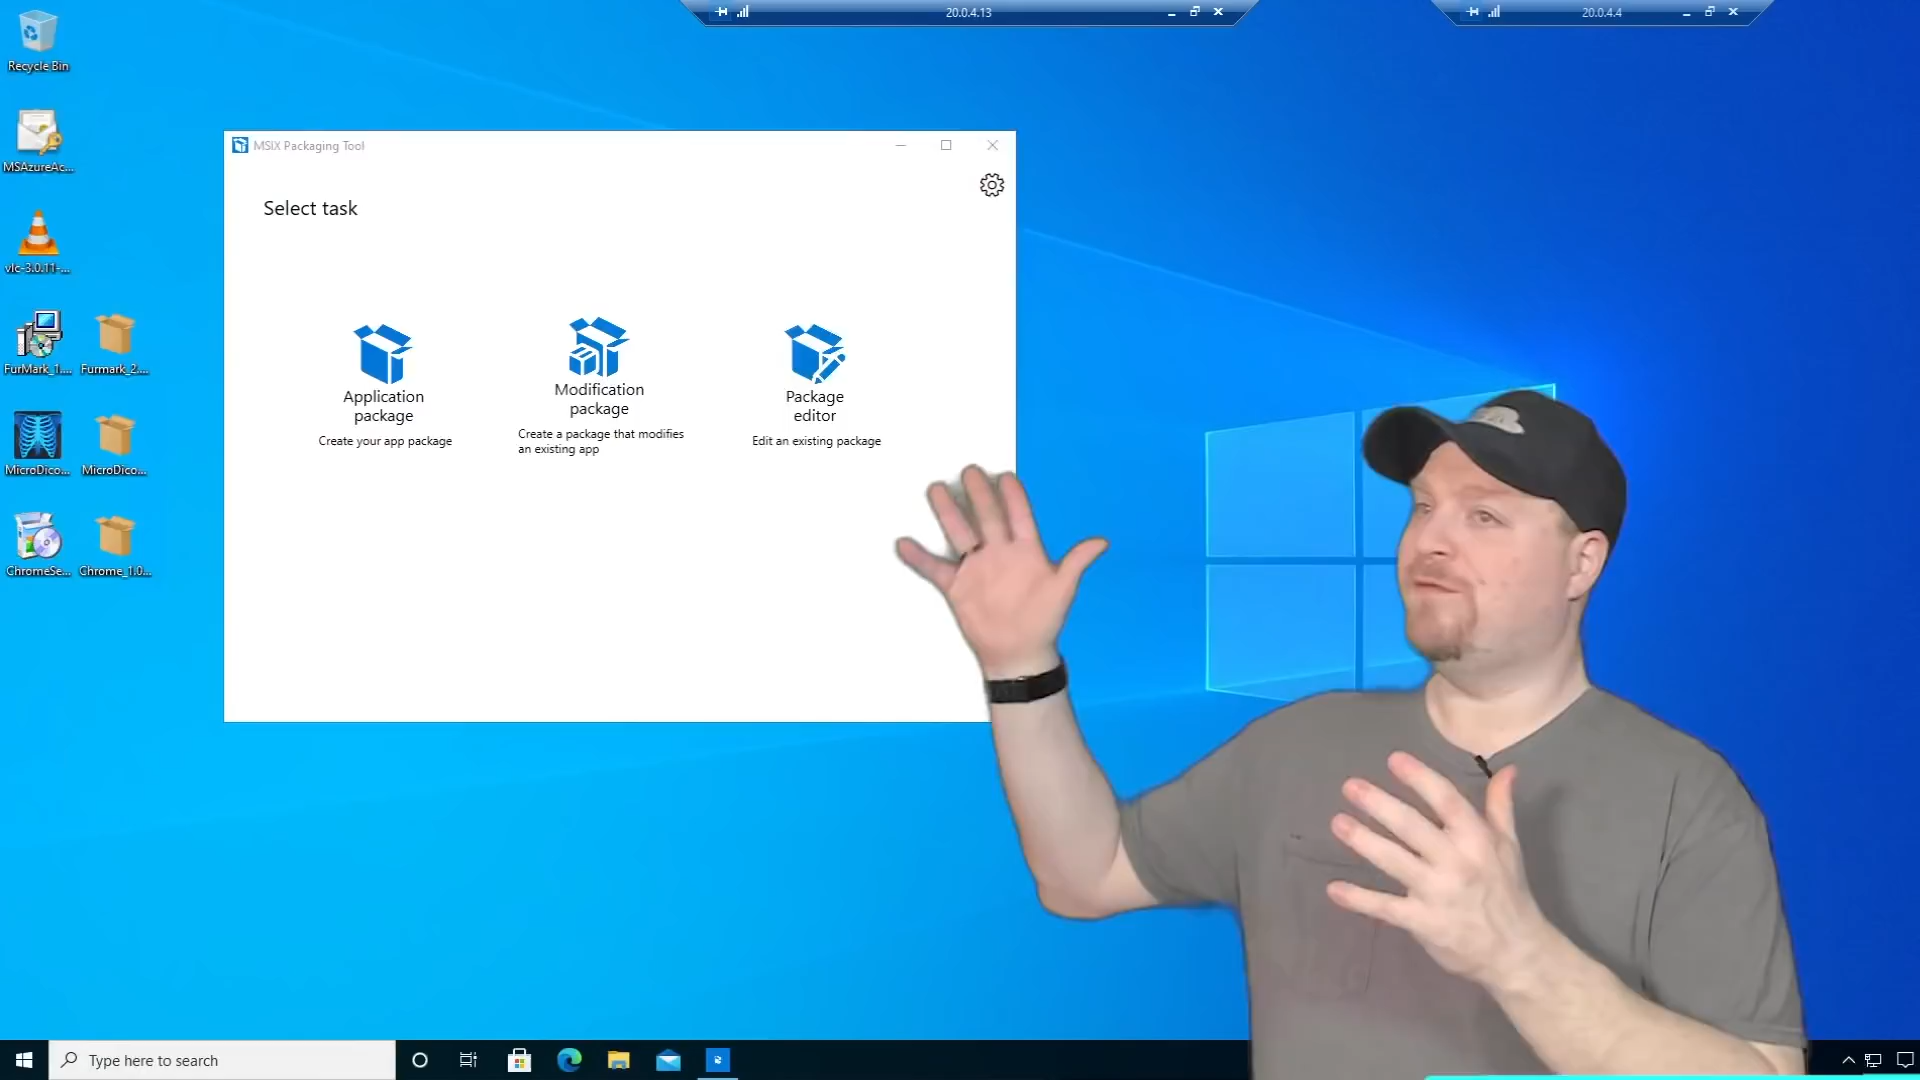 20.0.4.13
20.0.4.4
Recycle Bin
MSIX Packaging Tool
MSAzureAc...
Select task
vlc-3.0.11-...
FurMark_1....
Furmark_2....
Application
package
Create your app package
Modification
package
Create a package that modifies
an existing app
Package
editor
Edit an existing package
MicroDico...
MicroDico...
ChromeSe...
Chrome_1.0...
Type here to search